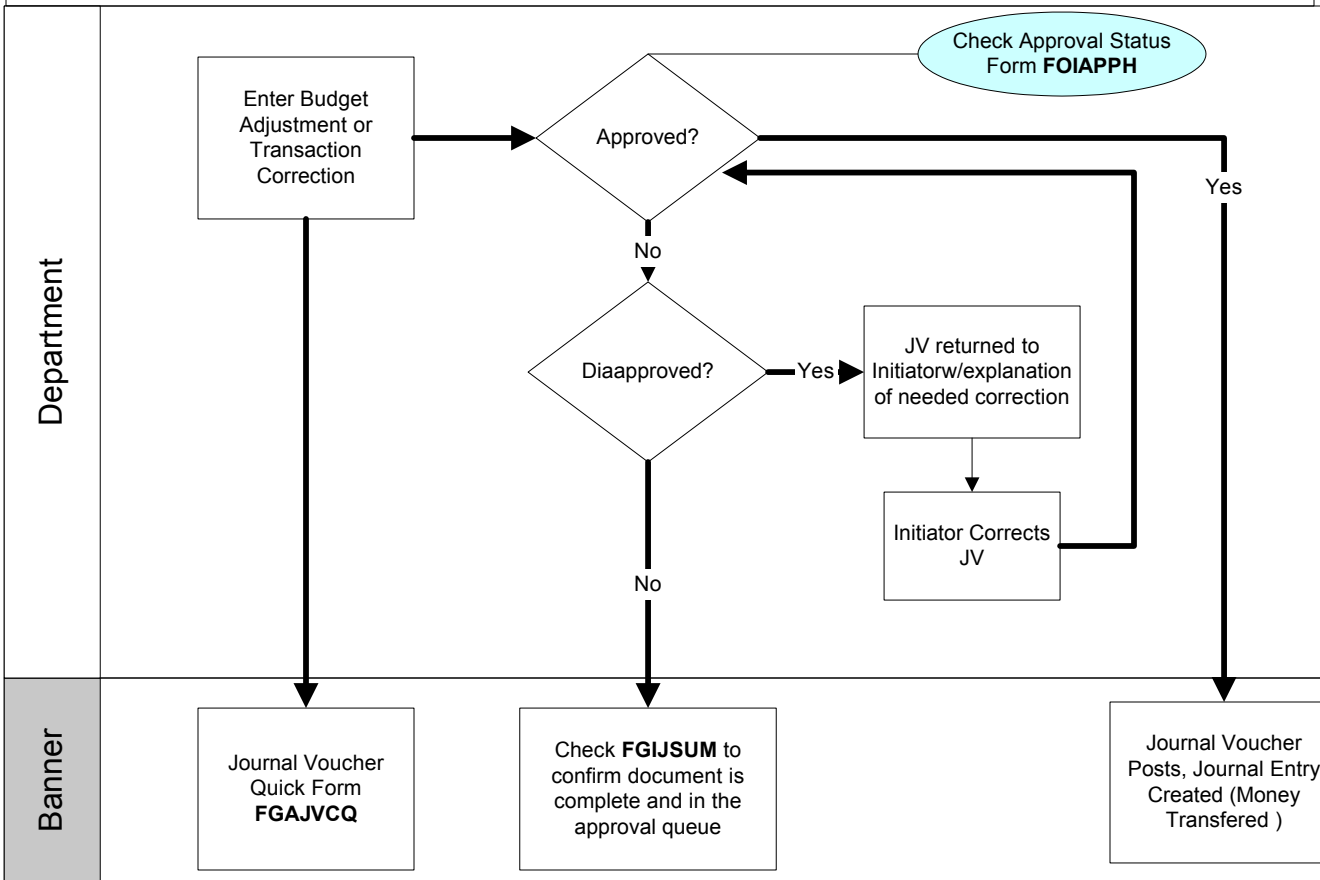 Check Approval Status
Form FOIAPPH
Enter Budget
Adjustment or
Transaction
Correction
Approved?
Yes
No
Department
Diaapproved?
Yes
JV returned to
Initiatorw/explanation
of needed correction
Initiator Corrects
JV
No
Banner
Journal Voucher
Quick Form
FGAJVCQ
Check FGIJSUM to
confirm document is
complete and in the
approval queue
Journal Voucher
Posts, Journal Entry
Created (Money
Transfered )